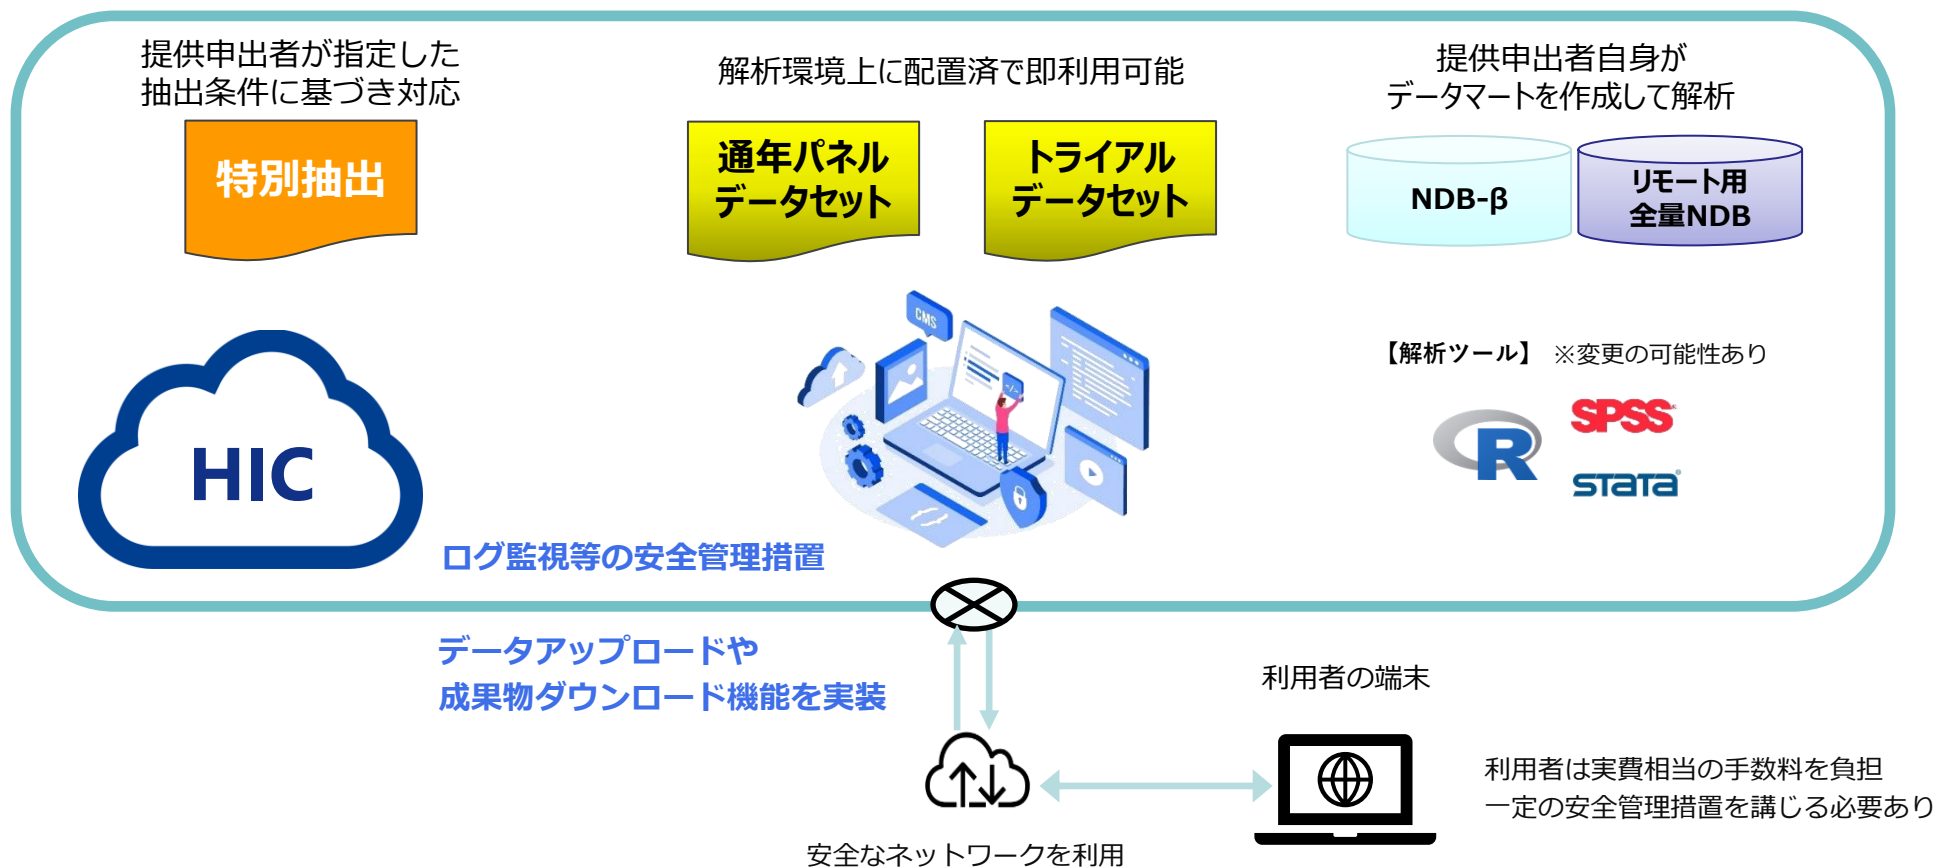 提供申出者が指定した
抽出条件に基づき対応
特別抽出
解析環境上に配置済で即利用可能
通年パネル
データセット
トライアル
データセット
提供申出者自身が
データマートを作成して解析
NDB-β
リモート用
全量NDB
CMS
</>
【解析ツール】 ※変更の可能性あり
R
SPSS
STATA
HIC
ログ監視等の安全管理措置
データアップロードや
成果物ダウンロード機能を実装
利用者の端末
利用者は実費相当の手数料を負担
一定の安全管理措置を講じる必要あり
安全なネットワークを利用